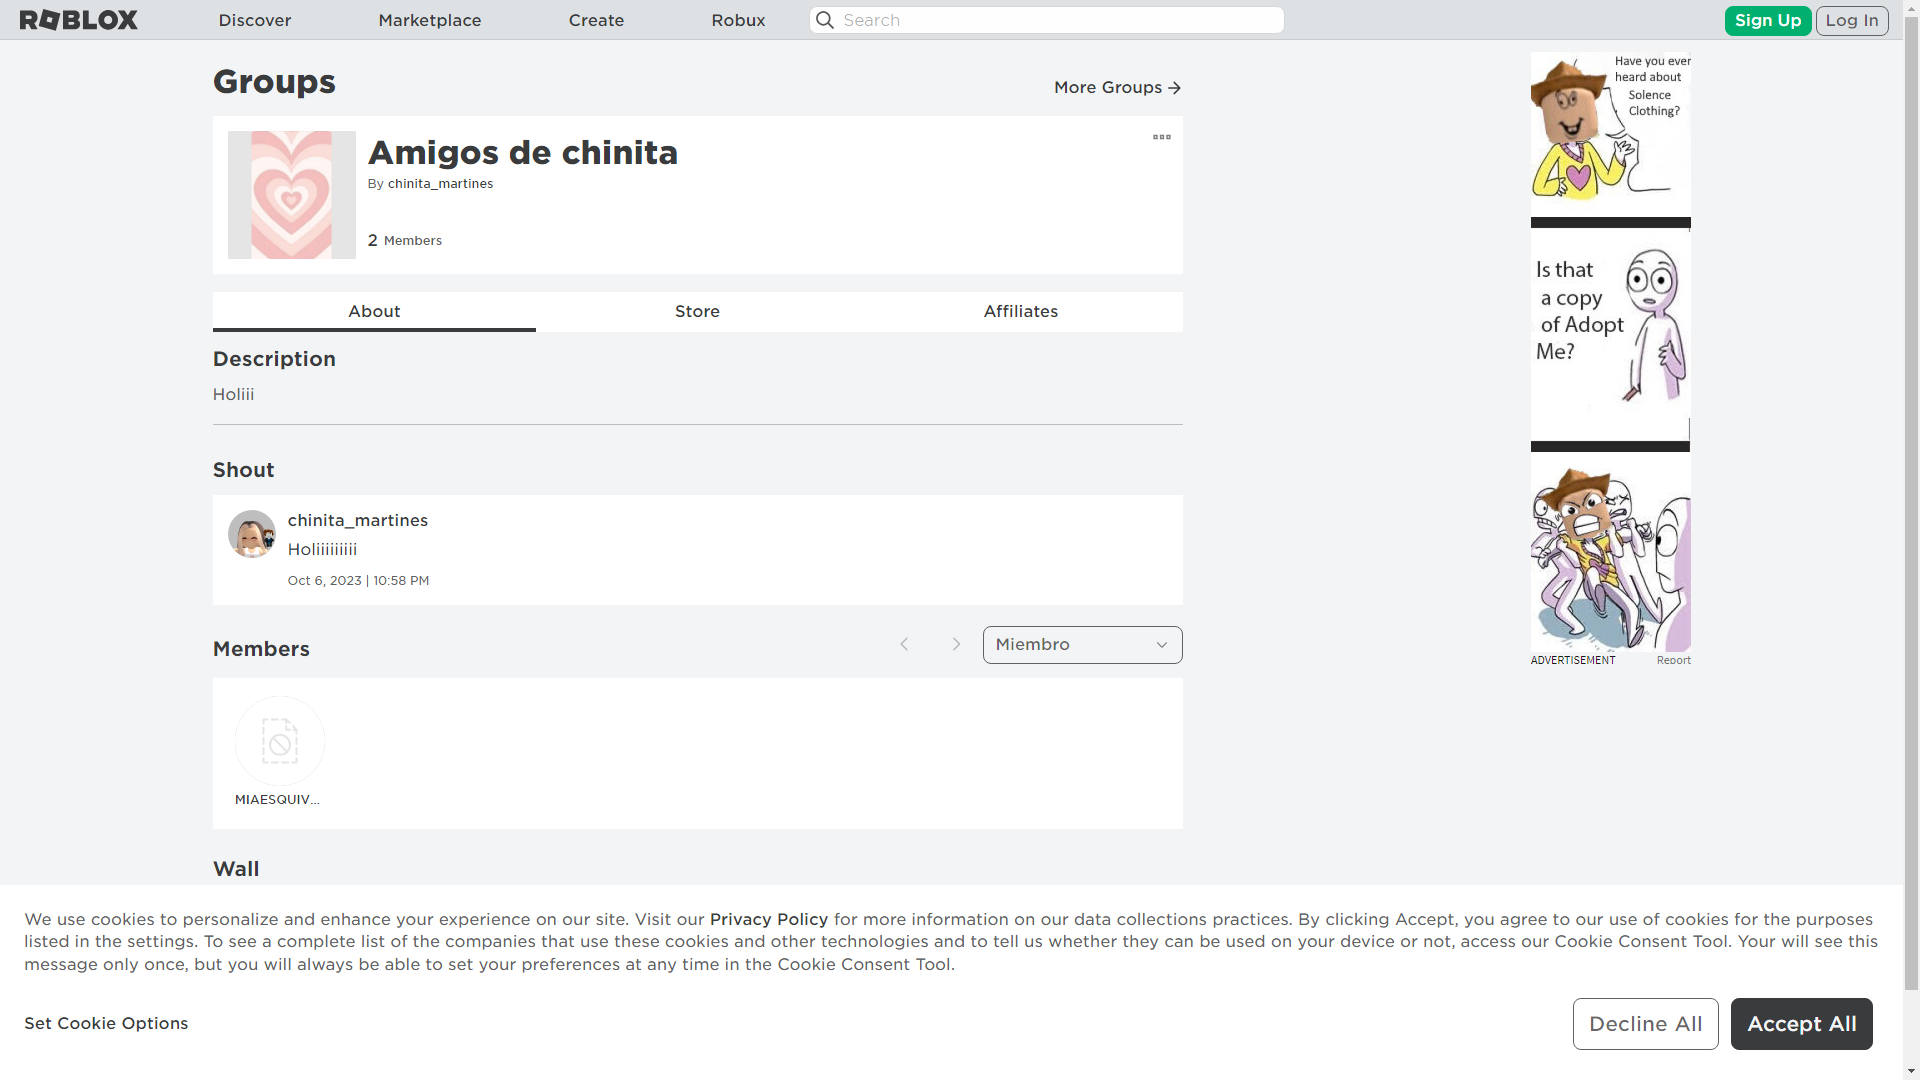 ROBLOX
Discover
Marketplace
Create
Robux
Search
Sign Up
Log In
Groups
More Groups
Amigos de chinita
By chinita_martines
2 Members
About
Store
Affiliates
Description
Holiii
Shout
chinita_martines
Holiiiiiiiii
Oct 6, 2023 | 10:58 PM
Members
Miembro
MIAESQUIV...
Wall
Have you ever
heard about
Solence
Clothing?
Is that
a copy
of Adopt
Me?
ADVERTISEMENT
Report
We use cookies to personalize and enhance your experience on our site. Visit our Privacy Policy for more information on our data collections practices. By clicking Accept, you agree to our use of cookies for the purposes
listed in the settings. To see a complete list of the companies that use these cookies and other technologies and to tell us whether they can be used on your device or not, access our Cookie Consent Tool. Your will see this
message only once, but you will always be able to set your preferences at any time in the Cookie Consent Tool.
Set Cookie Options
Decline All
Accept All